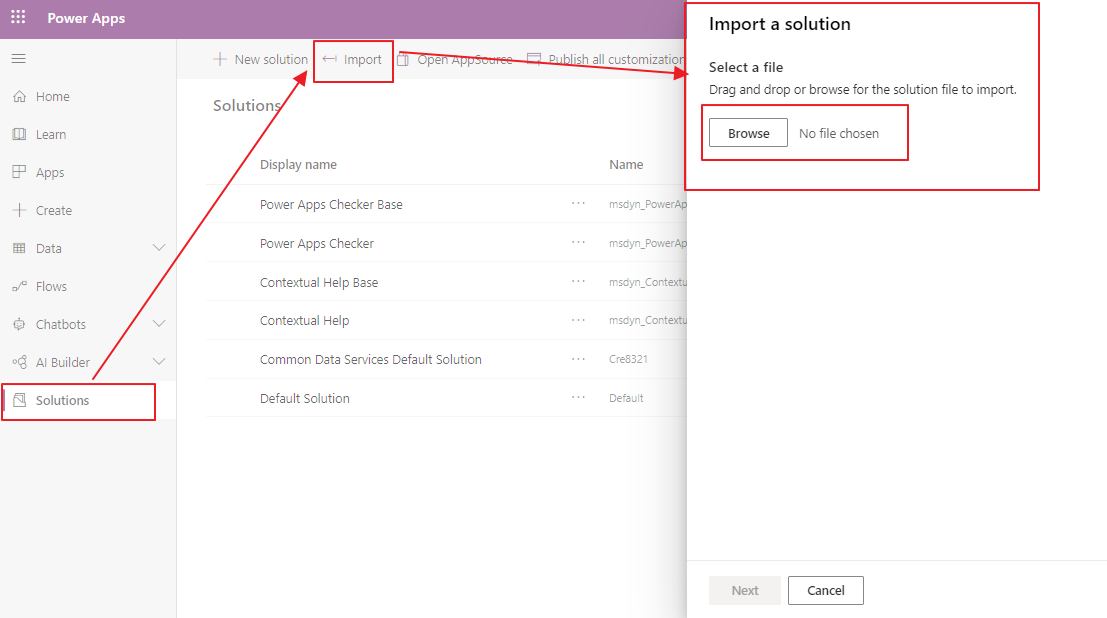 Power Apps
Home
Learn
Apps
Create
Data
Flows
Chatbots
AI Builder
Solutions
New solution
Import
Open AppSource
Publish all customization
Solutions
Display name
Name
Power Apps Checker Base
msdyn_PowerAp
Power Apps Checker
msdyn_PowerAp
Contextual Help Base
msdyn_Contextu
Contextual Help
msdyn_Contextu
Common Data Services Default Solution
Cre8321
Default Solution
Default
Import a solution
Select a file
Drag and drop or browse for the solution file to import.
Browse
No file chosen
Next
Cancel